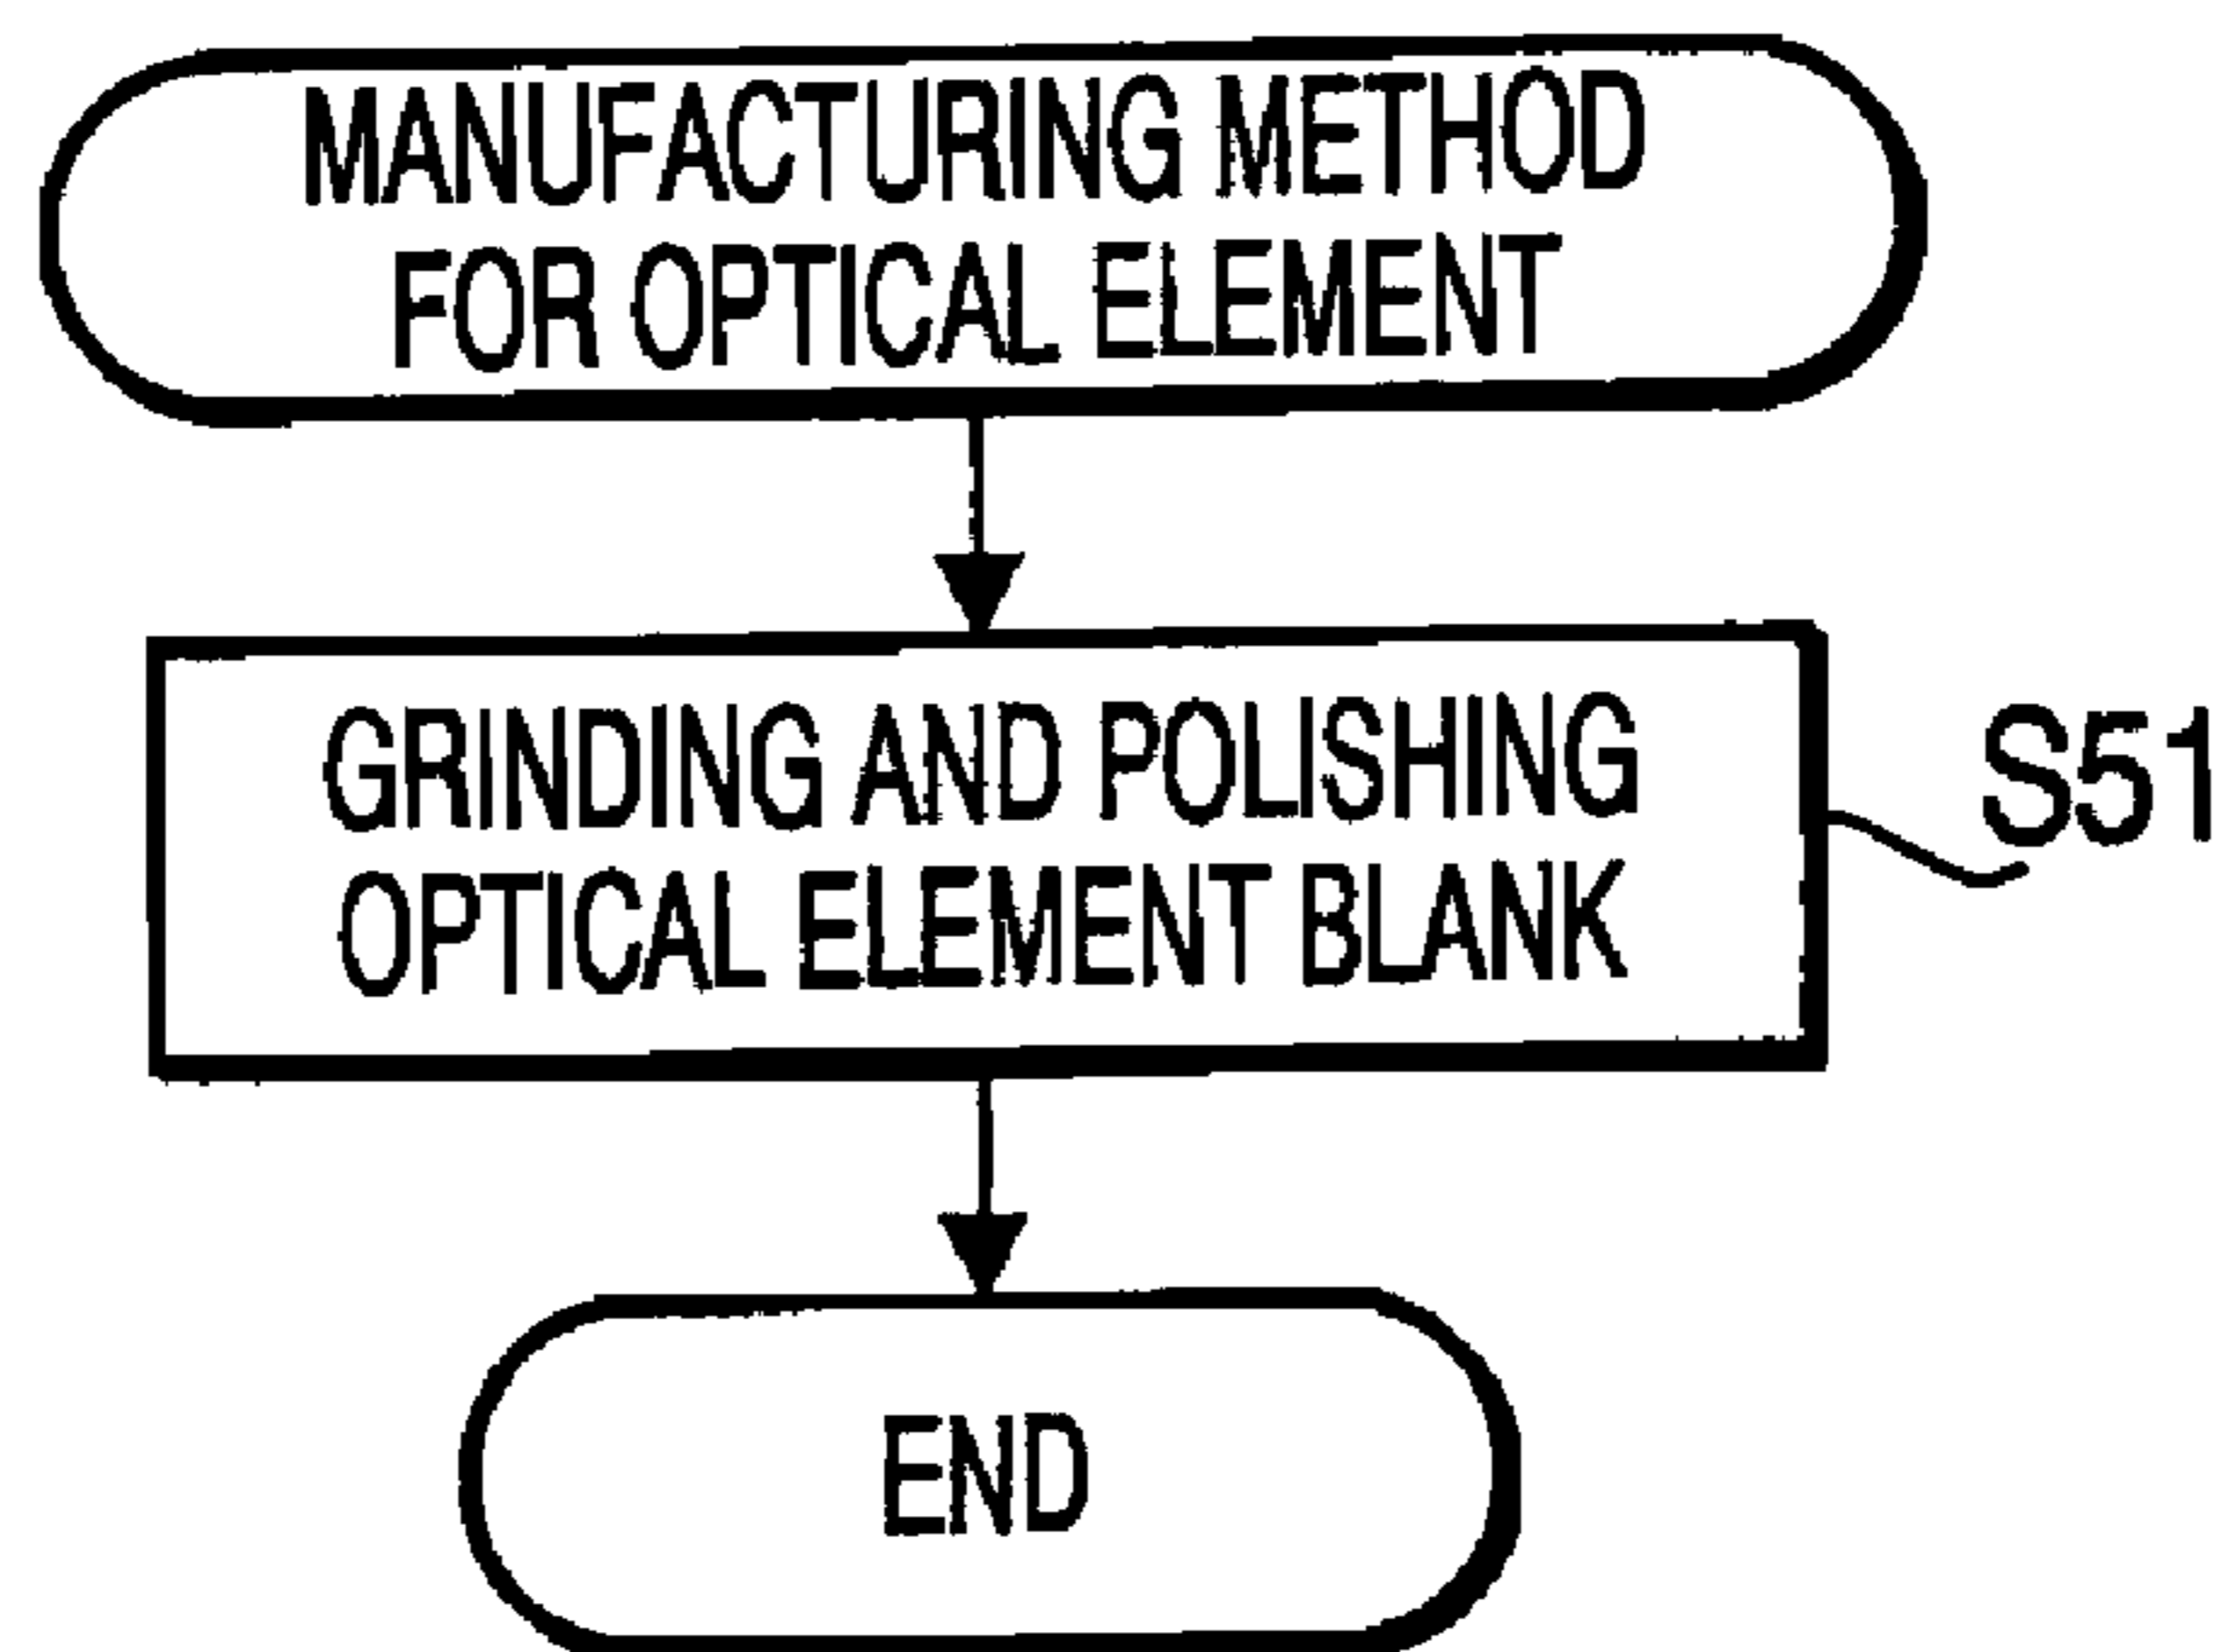 MANUFACTURING METHOD
FOR OPTICAL ELEMENT
GRINDING AND POLISHING
OPTICAL ELEMENT BLANK
S51
END